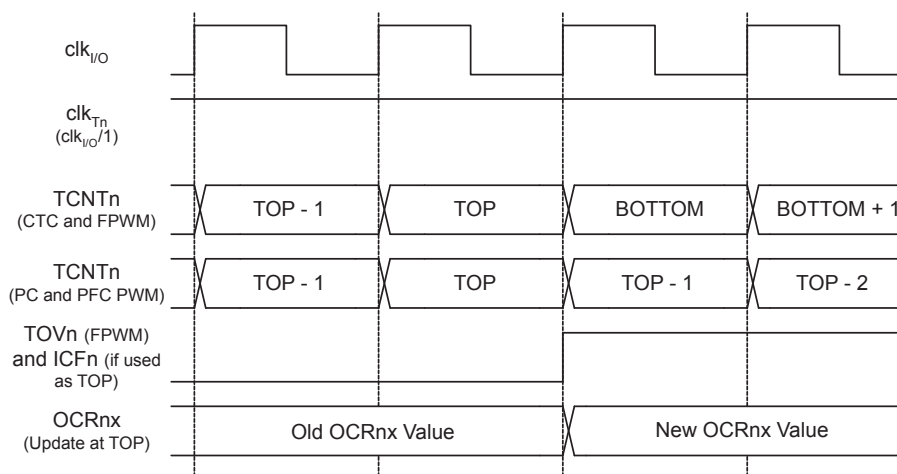 clkI/O
clkTn
(clkI/O/1)
TCNTn
(CTC and FPWM)
TOP - 1
TOP
BOTTOM
BOTTOM + 1
TCNTn
(PC and PFC PWM)
TOP - 1
TOP
TOP - 1
TOP - 2
TOVn (FPWM)
and ICFn (if used
as TOP)
OCRnx
(Update at TOP)
Old OCRnx Value
New OCRnx Value